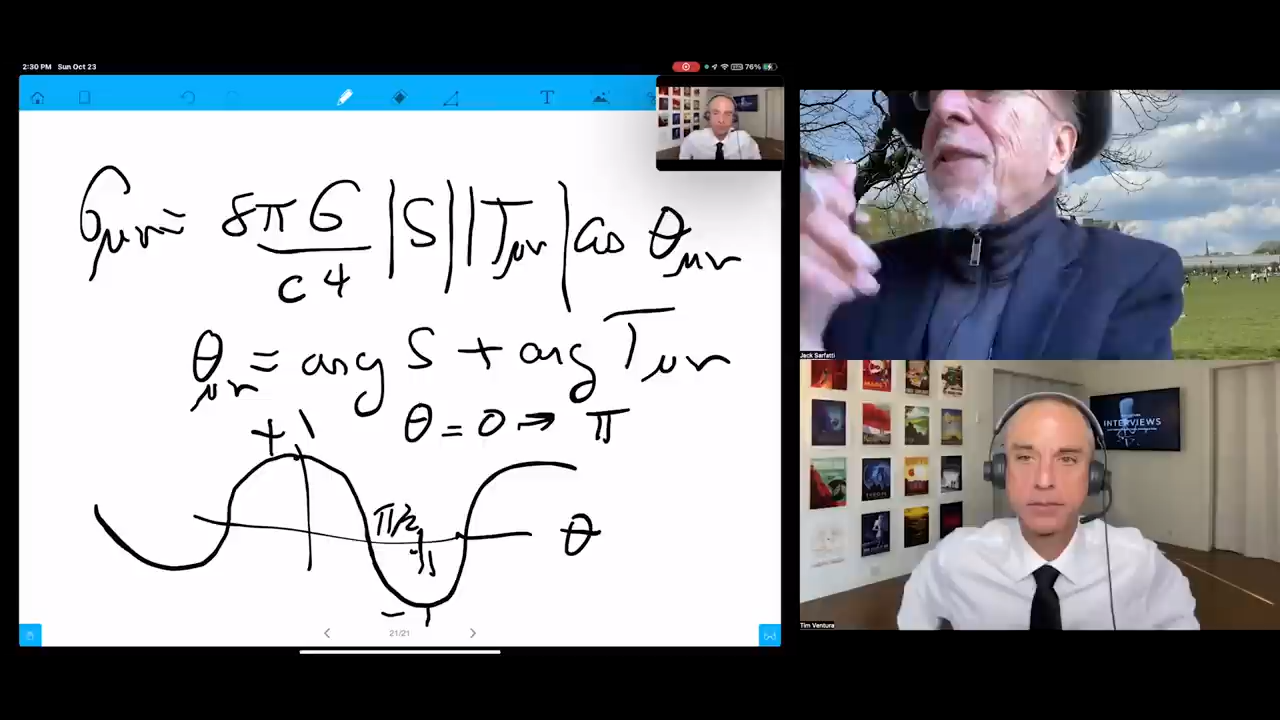 2:30 PM Sun Oct 23
76%
T
Gμν = 8πG/c4 |S||Tμν| cos θμν
θμν = arg S + arg Tμν
θ = 0 → π
+1
π/2
π
θ
-1
21/21
Jack Sarfatti
INTERVIEWS
Tim Ventura